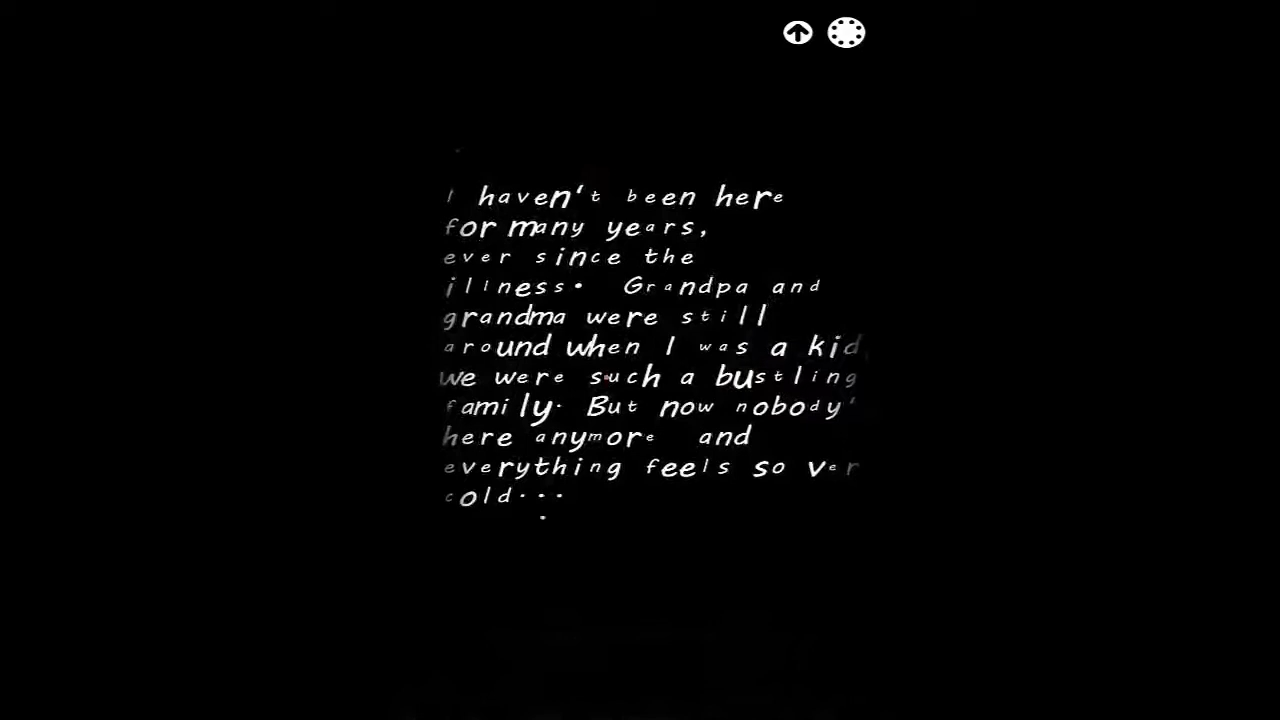 I haven't been here
for many years,
ever since the
illness. Grandpa and
grandma were still
around when I was a kid,
we were such a bustling
family. But now nobody'
here anymore and
everything feels so ver
cold...